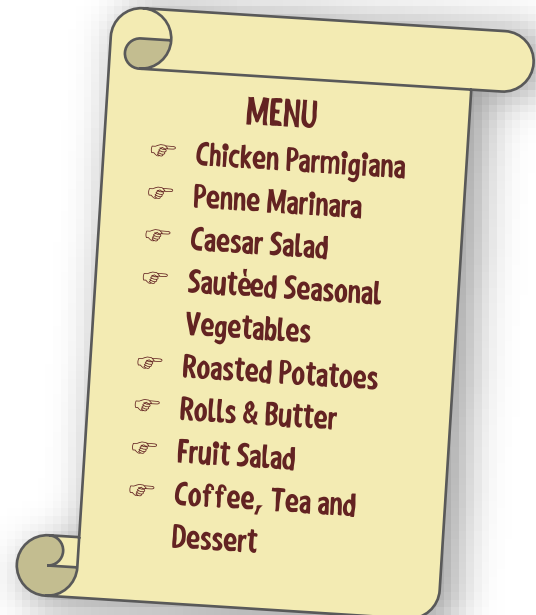 MENU
Chicken Parmigiana
Penne Marinara
Caesar Salad
Sautèed Seasonal
Vegetables
Roasted Potatoes
Rolls & Butter
Fruit Salad
Coffee, Tea and
Dessert